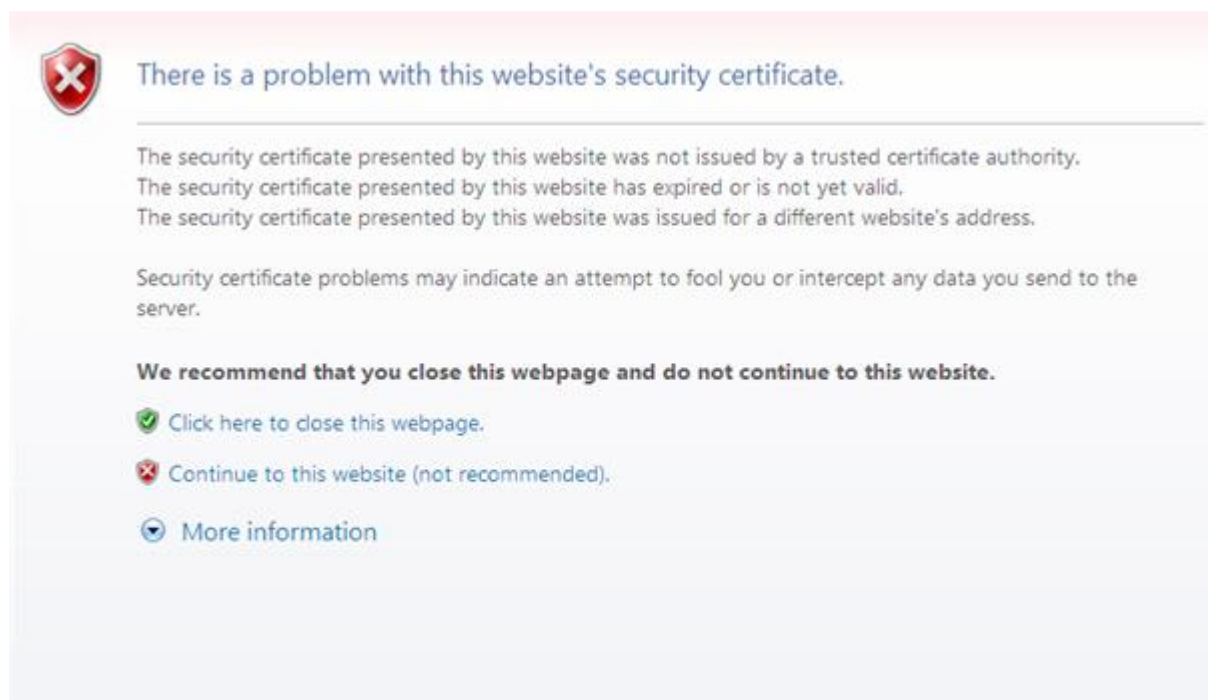 There is a problem with this website's security certificate.
The security certificate presented by this website was not issued by a trusted certificate authority.
The security certificate presented by this website has expired or is not yet valid.
The security certificate presented by this website was issued for a different website's address.
Security certificate problems may indicate an attempt to fool you or intercept any data you send to the
server.
We recommend that you close this webpage and do not continue to this website.
Click here to close this webpage.
Continue to this website (not recommended).
More information